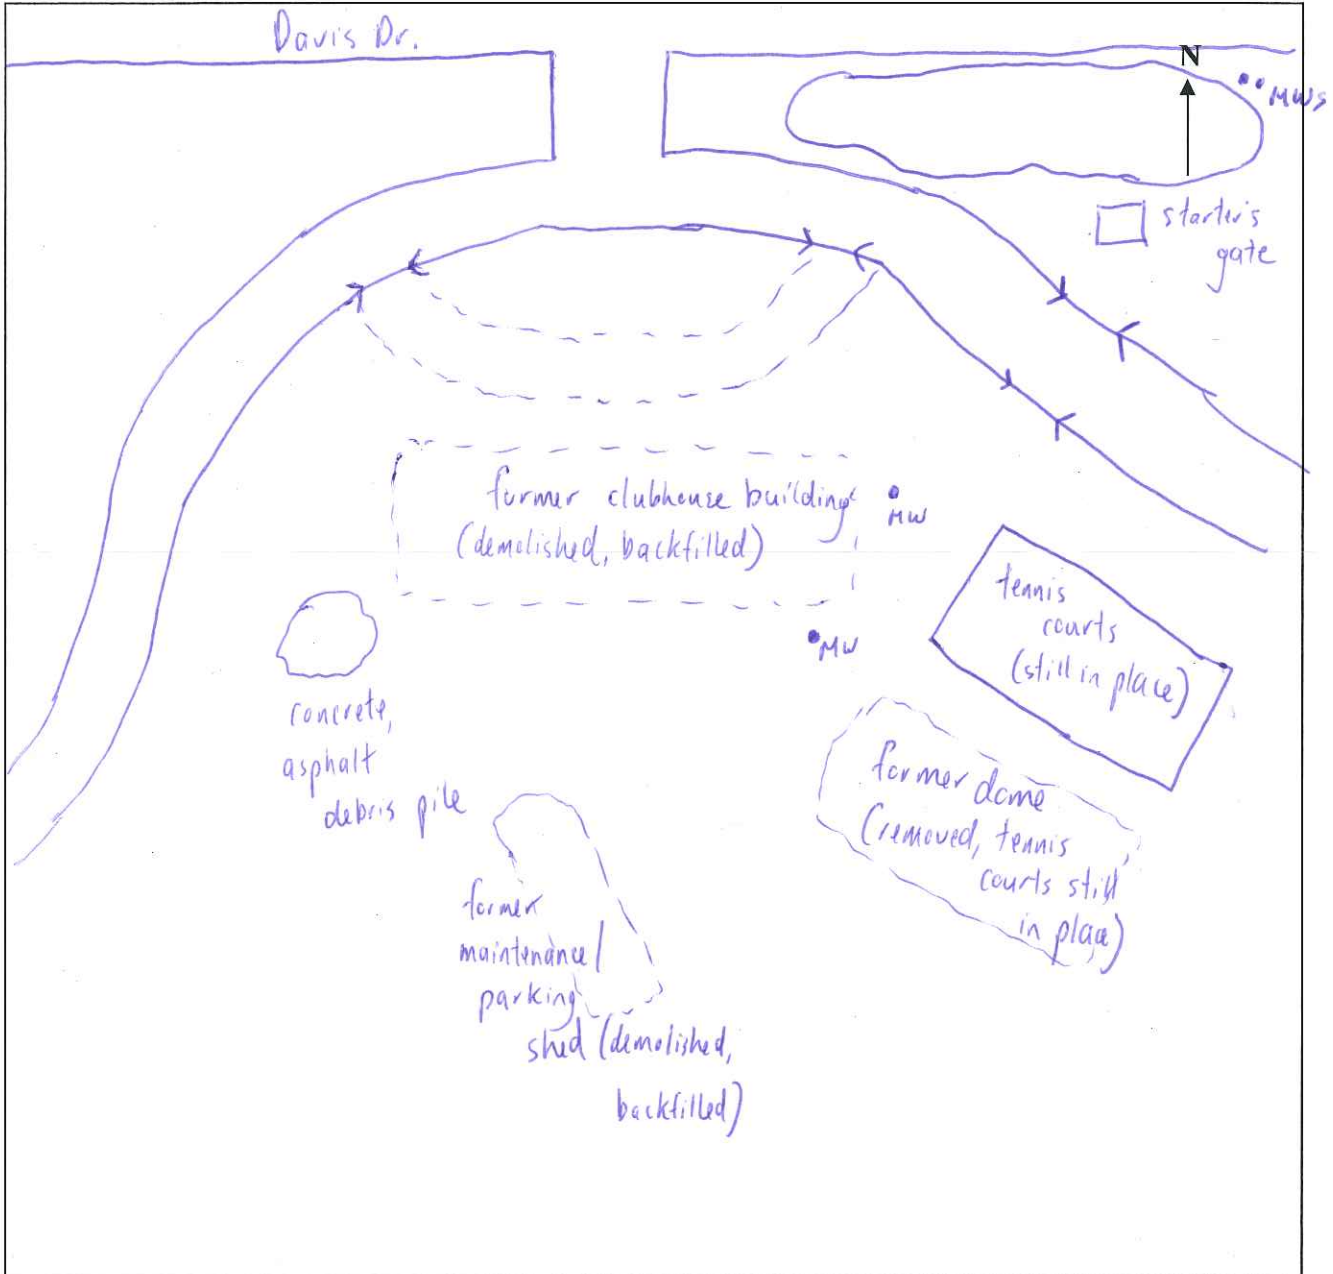 Davis Dr.
N
MWs
starter's
gate
former clubhouse building
(demolished, backfilled)
MW
MW
tennis
courts
(still in place)
concrete,
asphalt
debris pile
former dome
(removed, tennis
courts still
in place)
former
maintenance/
parking
shed (demolished,
backfilled)